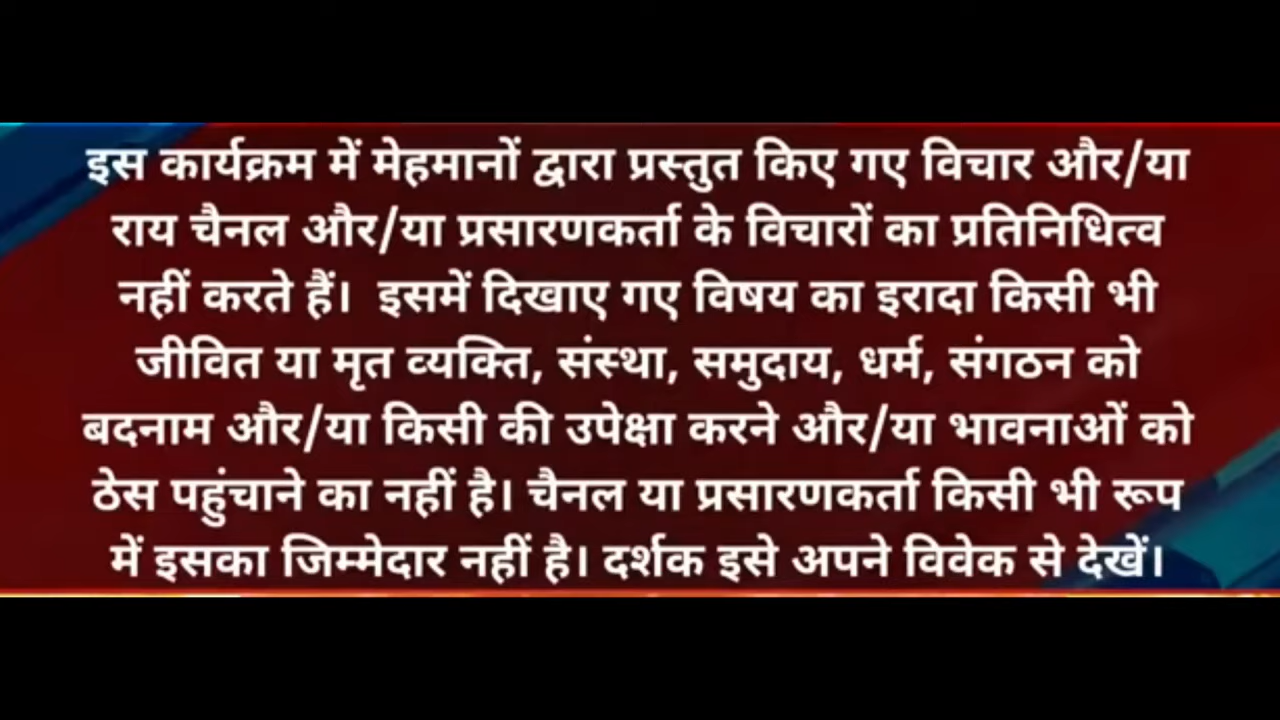 इस कार्यक्रम में मेहमानों द्वारा प्रस्तुत किए गए विचार और/या
राय चैनल और/या प्रसारणकर्ता के विचारों का प्रतिनिधित्व
नहीं करते हैं। इसमें दिखाए गए विषय का इरादा किसी भी
जीवित या मृत व्यक्ति, संस्था, समुदाय, धर्म, संगठन को
बदनाम और/या किसी की उपेक्षा करने और/या भावनाओं को
ठेस पहुंचाने का नहीं है। चैनल या प्रसारणकर्ता किसी भी रूप
में इसका जिम्मेदार नहीं है। दर्शक इसे अपने विवेक से देखें।